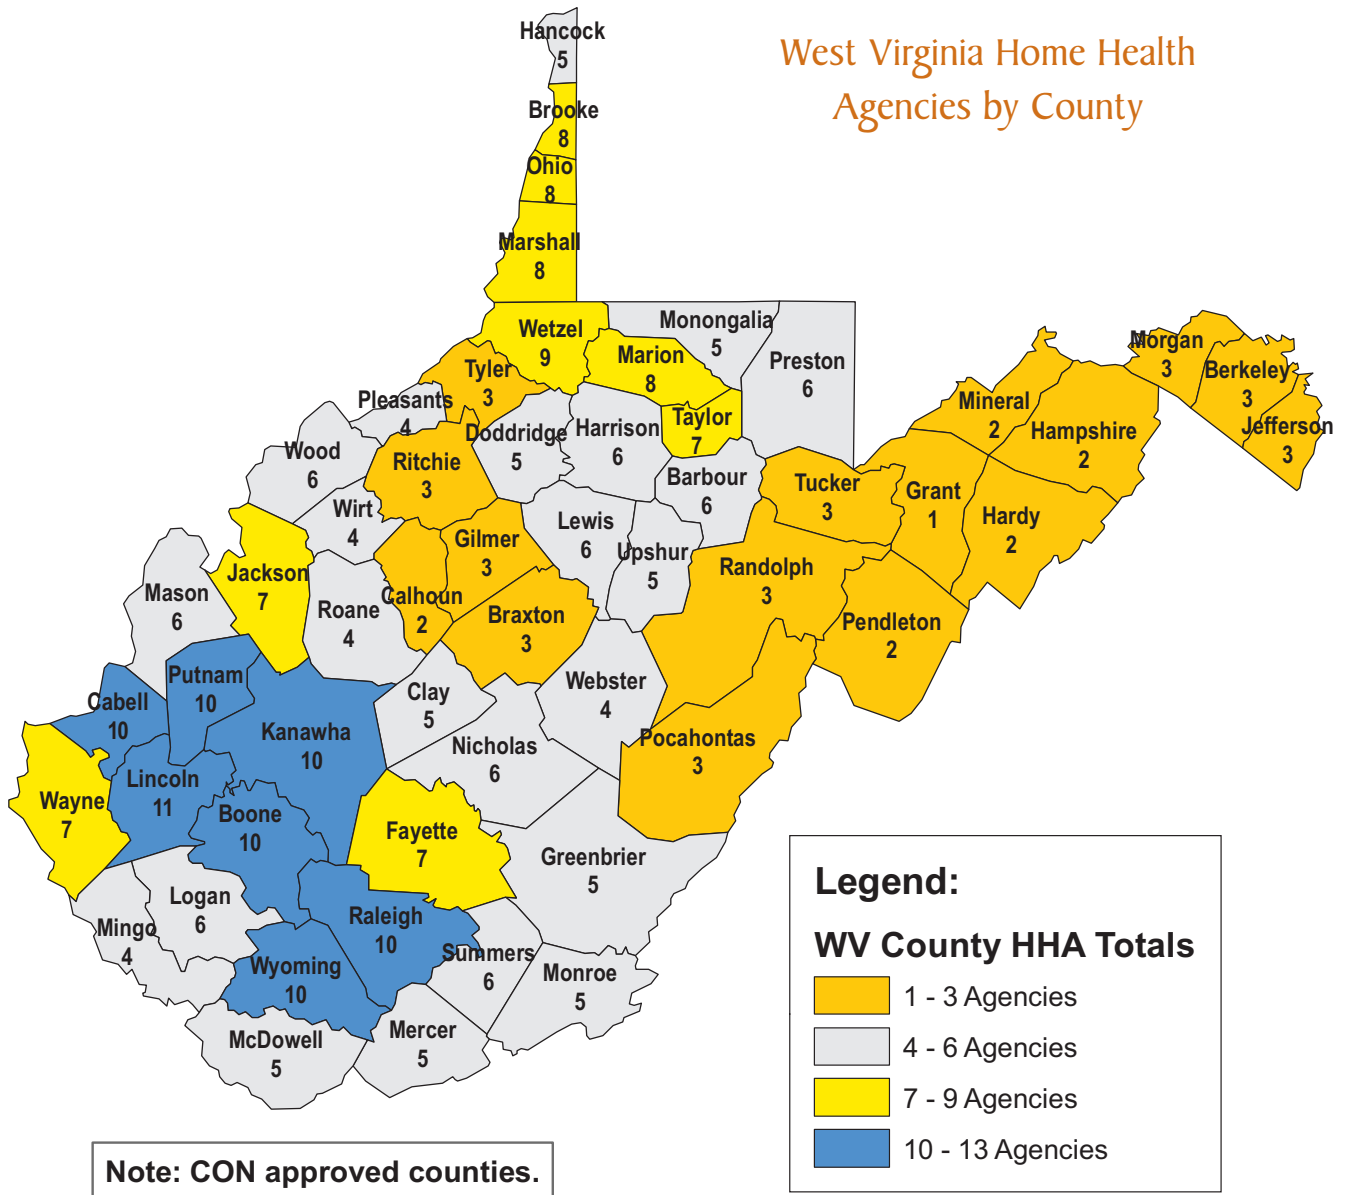 West Virginia Home Health
Agencies by County
Hancock
5
Brooke
8
Ohio
8
Marshall
8
Wetzel
9
Monongalia
5
Marion
8
Preston
6
Tyler
3
Pleasants
4
Taylor
7
Doddridge
5
Harrison
6
Wood
6
Ritchie
3
Barbour
6
Wirt
4
Lewis
6
Gilmer
3
Upshur
5
Tucker
3
Grant
1
Mineral
2
Hampshire
2
Morgan
3
Berkeley
3
Jefferson
3
Hardy
2
Randolph
3
Pendleton
2
Jackson
7
Mason
6
Roane
4
Calhoun
2
Braxton
3
Putnam
10
Cabell
10
Kanawha
10
Clay
5
Webster
4
Nicholas
6
Pocahontas
3
Wayne
7
Lincoln
11
Boone
10
Fayette
7
Greenbrier
5
Logan
6
Mingo
4
Raleigh
10
Wyoming
10
Summers
6
Monroe
5
McDowell
5
Mercer
5
Legend:
WV County HHA Totals
1 - 3 Agencies
4 - 6 Agencies
7 - 9 Agencies
10 - 13 Agencies
Note: CON approved counties.